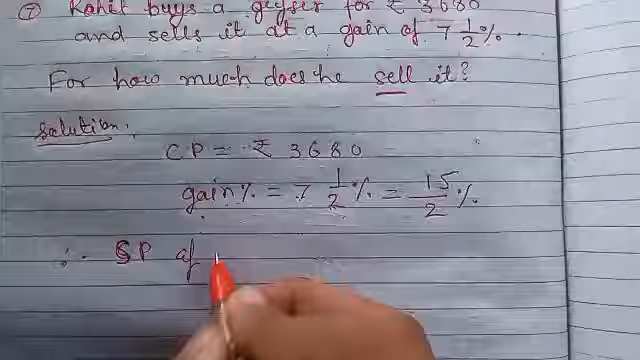 ⑦ Rohit buys a geyser for ₹ 3680
and sells it at a gain of 7 1/2 %.
For how much does he sell it?
Solution:
C.P = ₹ 3680
gain % = 7 1/2 % = 15/2 %
∴ SP of